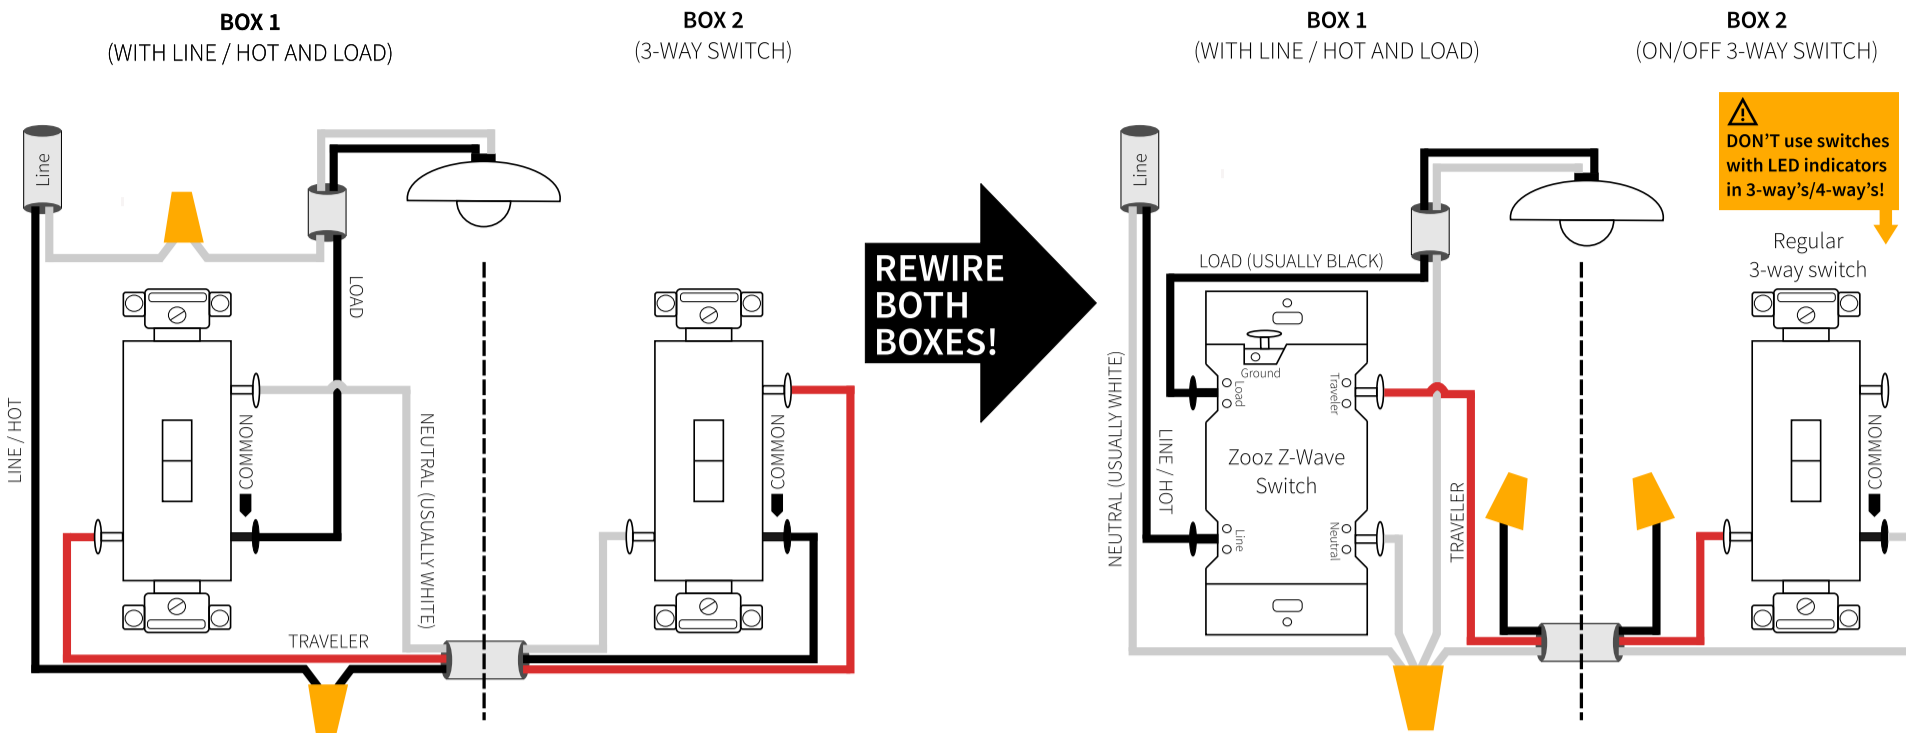 BOX 1
(WITH LINE / HOT AND LOAD)
BOX 2
(3-WAY SWITCH)
Line
LOAD
LINE / HOT
COMMON
NEUTRAL (USUALLY WHITE)
COMMON
TRAVELER
REWIRE
BOTH
BOXES!
BOX 1
(WITH LINE / HOT AND LOAD)
BOX 2
(ON/OFF 3-WAY SWITCH)
DON'T use switches
with LED indicators
in 3-way's/4-way's!
Line
Regular
3-way switch
LOAD (USUALLY BLACK)
Ground
Load
Traveler
NEUTRAL (USUALLY WHITE)
LINE / HOT
Zooz Z-Wave
Switch
COMMON
TRAVELER
Line
Neutral